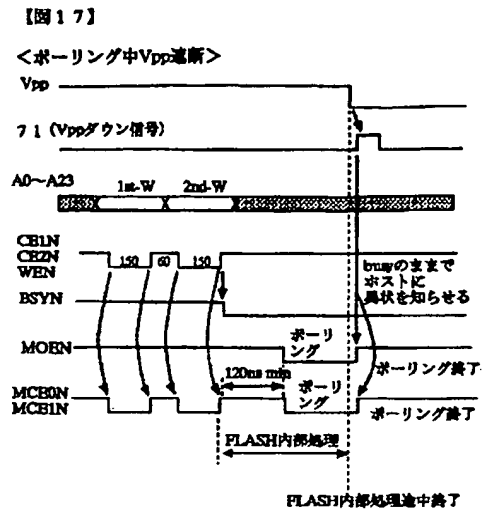 【図１７】
＜ポーリング中Vpp遮断＞
Vpp
７１（Vppダウン信号）
A0～A23
1st-W
2nd-W
CE1N
CE2N
WEN
150
60
150
busyのままで
ホストに
異状を知らせる
BSYN
MOEN
ポーリ
ング
ポーリング終了
120ns min
MCE0N
MCE1N
ポーリ
ング
ポーリング終了
FLASH内部処理
FLASH内部処理途中終了